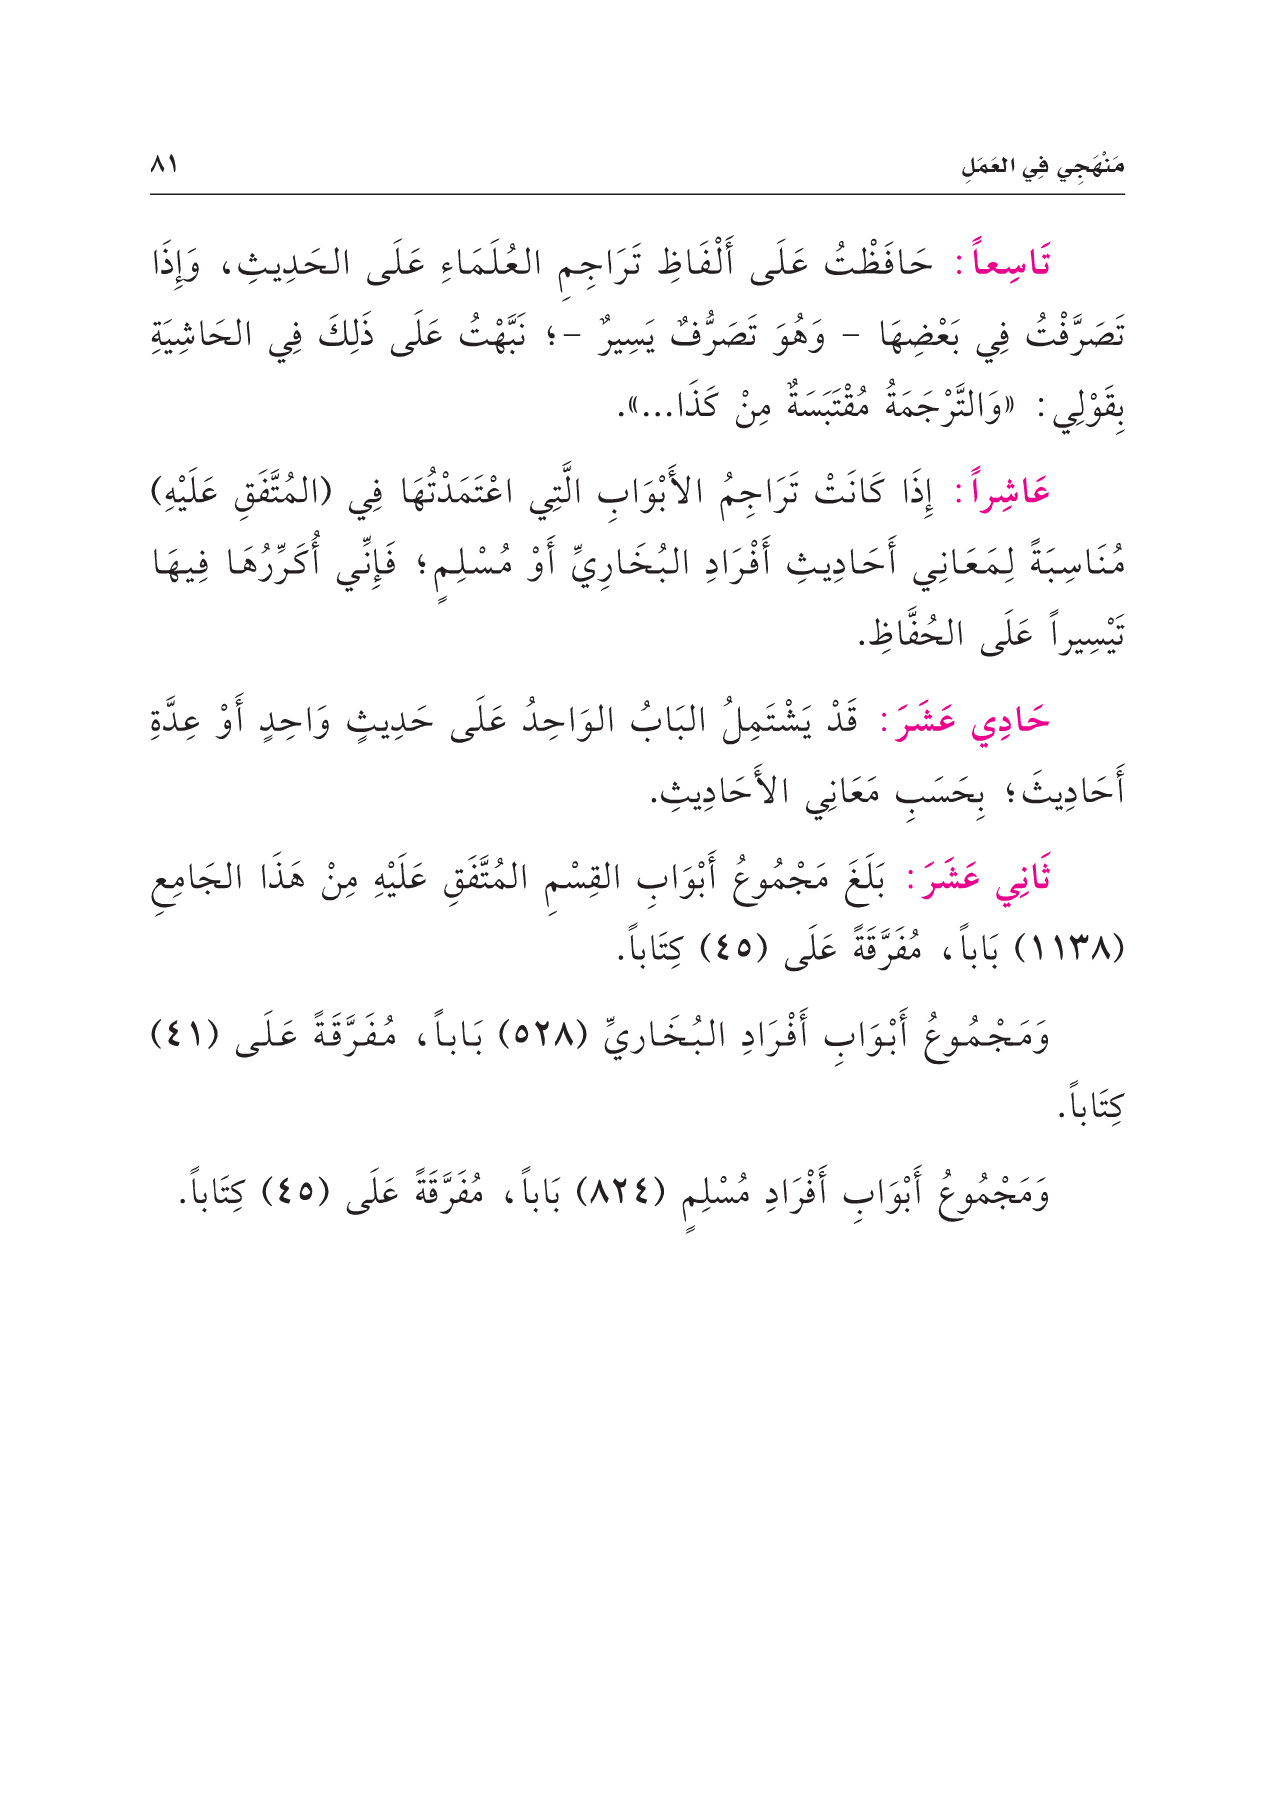 مَنْهَجِي فِي العَمَلِ ٨١
تَاسِعاً: حَافَظْتُ عَلَى أَلْفَاظِ تَرَاجِمِ العُلَمَاءِ عَلَى الحَدِيثِ، وَإِذَا
تَصَرَّفْتُ فِي بَعْضِهَا – وَهُوَ تَصَرُّفٌ يَسِيرٌ –؛ نَبَّهْتُ عَلَى ذَلِكَ فِي الحَاشِيَةِ
بِقَوْلِي: «وَالتَّرْجَمَةُ مُقْتَبَسَةٌ مِنْ كَذَا...».
عَاشِراً: إِذَا كَانَتْ تَرَاجِمُ الأَبْوَابِ الَّتِي اعْتَمَدْتُهَا فِي (المُتَّفَقِ عَلَيْهِ)
مُنَاسِبَةً لِمَعَانِي أَحَادِيثِ أَفْرَادِ البُخَارِيِّ أَوْ مُسْلِمٍ؛ فَإِنِّي أُكَرِّرُهَا فِيهَا
تَيْسِيراً عَلَى الحُفَّاظِ.
حَادِي عَشَرَ: قَدْ يَشْتَمِلُ البَابُ الوَاحِدُ عَلَى حَدِيثٍ وَاحِدٍ أَوْ عِدَّةِ
أَحَادِيثَ؛ بِحَسَبِ مَعَانِي الأَحَادِيثِ.
ثَانِي عَشَرَ: بَلَغَ مَجْمُوعُ أَبْوَابِ القِسْمِ المُتَّفَقِ عَلَيْهِ مِنْ هَذَا الجَامِعِ
(١١٣٨) بَاباً، مُفَرَّقَةً عَلَى (٤٥) كِتَاباً.
وَمَجْمُوعُ أَبْوَابِ أَفْرَادِ البُخَاريِّ (٥٢٨) بَاباً، مُفَرَّقَةً عَلَى (٤١)
كِتَاباً.
وَمَجْمُوعُ أَبْوَابِ أَفْرَادِ مُسْلِمٍ (٨٢٤) بَاباً، مُفَرَّقَةً عَلَى (٤٥) كِتَاباً.